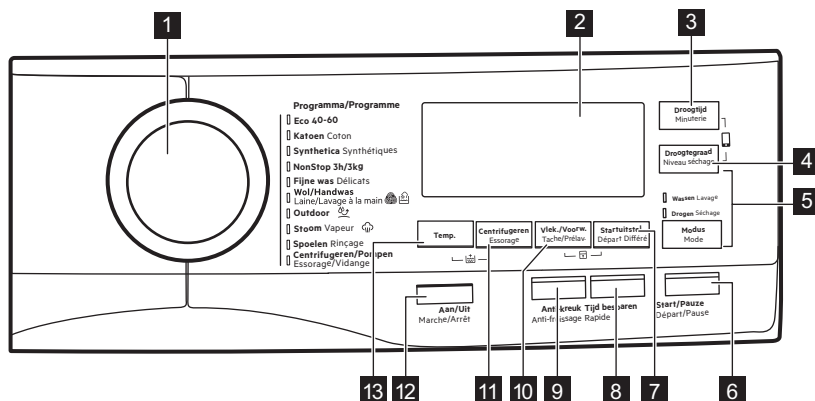 1
2
3
Programma/Programme
Eco 40-60
Katoen Coton
Synthetica Synthétiques
NonStop 3h/3kg
Fijne was Délicats
Wol/Handwas
Laine/Lavage à la main
Outdoor
Stoom Vapeur
Spoelen Rinçage
Centrifugeren/Pompen
Essorage/Vidange
Droogtijd
Minuterie
Droogtegraad
Niveau séchage
4
5
Wassen Lavage
Drogen Séchage
Modus
Mode
Temp.
Centrifugeren
Essorage
Vlek./Voorw.
Tache/Prélav.
Startuitstel
Départ Différé
Aan/Uit
Marche/Arrêt
Anti-kreuk
Anti-froissage
Tijd besparen
Rapide
Start/Pauze
Départ/Pause
13
12
11
10
9
8
7
6